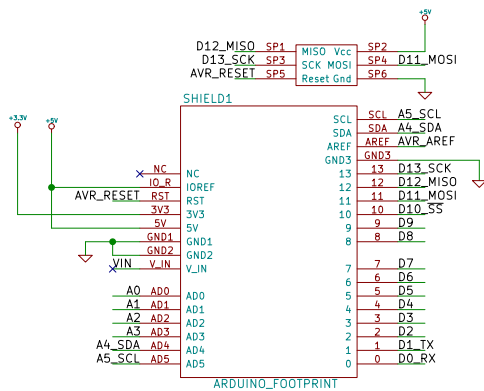 +5V
D12_MISO SP1 MISO Vcc SP2
D13_SCK SP3 SCK MOSI SP4 D11_MOSI
AVR_RESET SP5 Reset Gnd SP6
SHIELD1
+3.3V
+5V
SCL SCL A5_SCL
SDA SDA A4_SDA
AREF AREF AVR_AREF
GND3 GND3
NC NC 13 13 D13_SCK
IO_R IOREF 12 12 D12_MISO
AVR_RESET RST RST 11 11 D11_MOSI
3V3 3V3 10 10 D10_SS
5V 5V 9 9 D9
GND1 GND1 8 8 D8
GND2 GND2
VIN V_IN V_IN 7 7 D7
6 6 D6
A0 AD0 AD0 5 5 D5
A1 AD1 AD1 4 4 D4
A2 AD2 AD2 3 3 D3
A3 AD3 AD3 2 2 D2
A4_SDA AD4 AD4 1 1 D1_TX
A5_SCL AD5 AD5 0 0 D0_RX
ARDUINO_FOOTPRINT